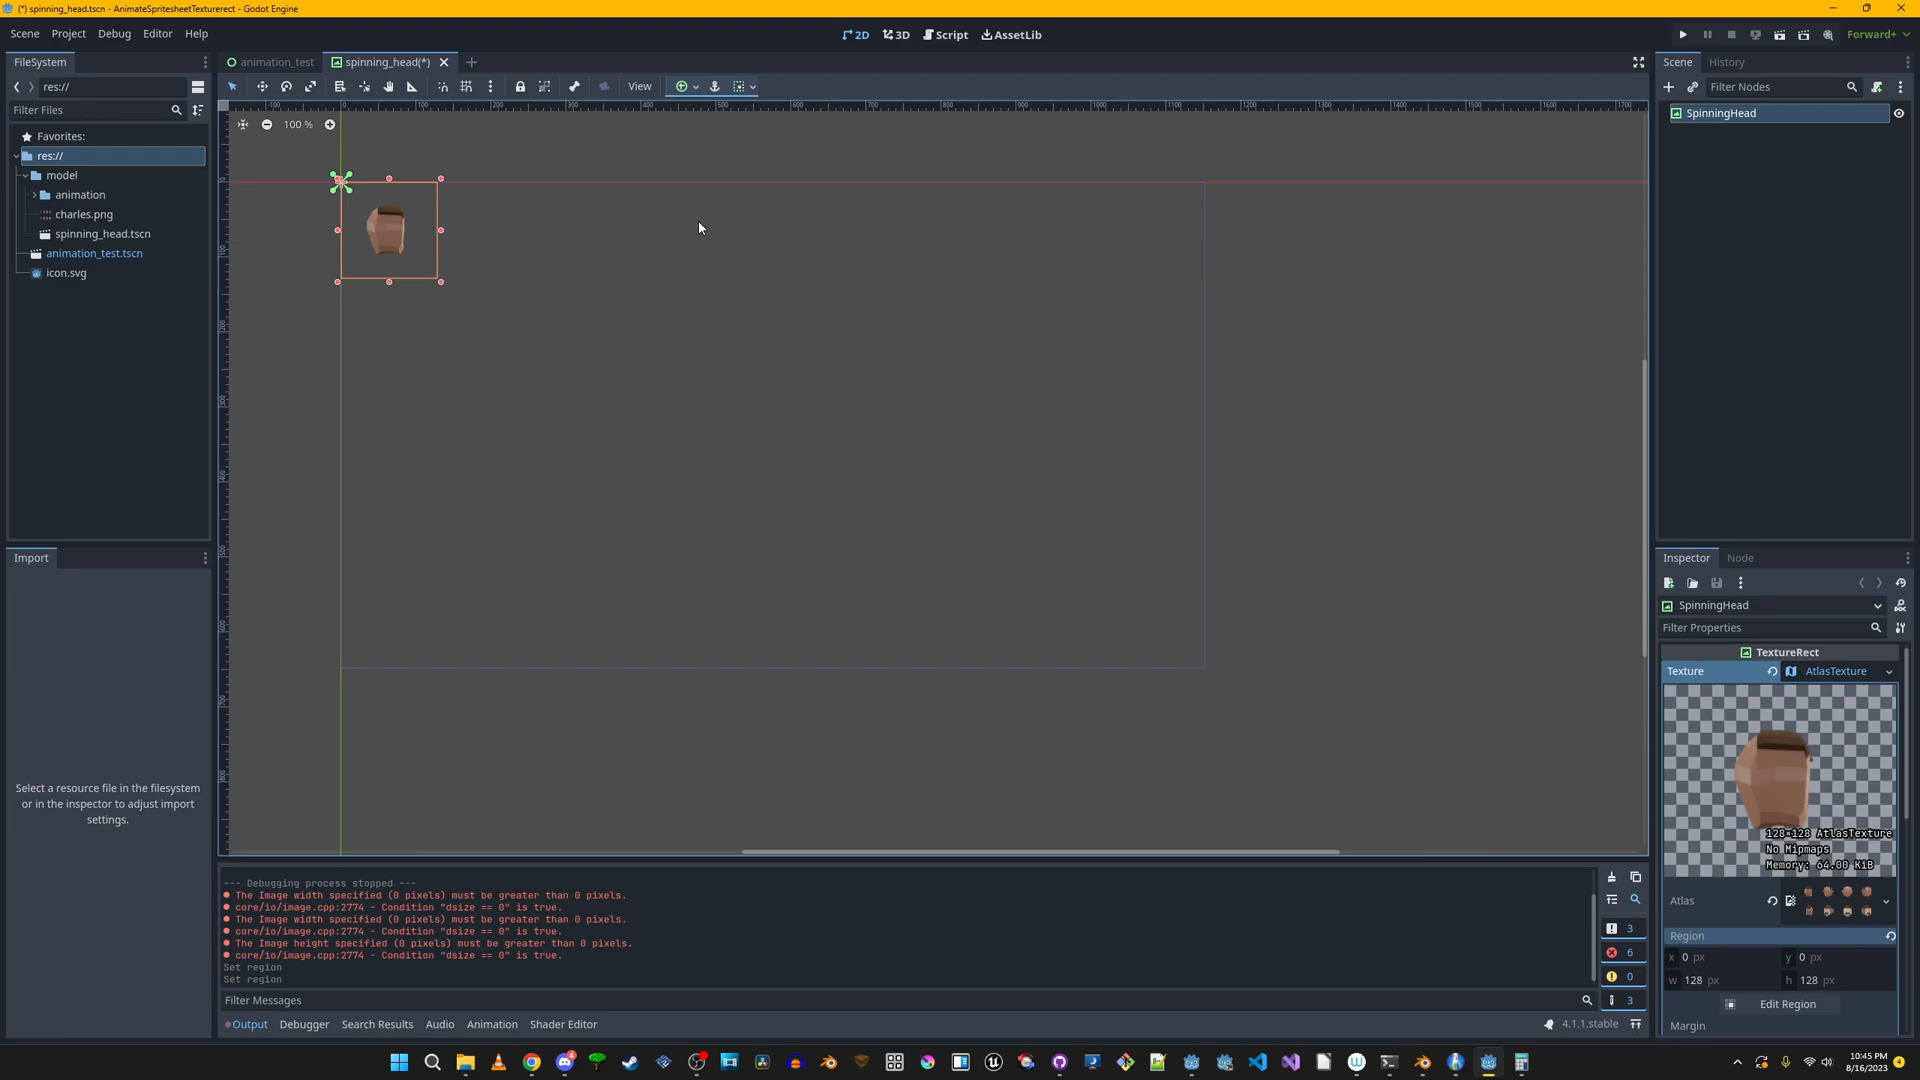 (*) spinning_head.tscn - AnimateSpritesheetTexturerect - Godot Engine
Scene Project Debug Editor Help
2D 3D Script AssetLib
Forward+
FileSystem
animation_test
spinning_head(*)
Scene History
res://
View
Filter Nodes
Filter Files
100 %
SpinningHead
Favorites:
res://
model
animation
charles.png
spinning_head.tscn
animation_test.tscn
icon.svg
Import
Inspector Node
SpinningHead
Filter Properties
TextureRect
Texture AtlasTexture
128×128 AtlasTexture
No Mipmaps
Memory: 64.00 KiB
Atlas
Region
x 0 px y 0 px
w 128 px h 128 px
Edit Region
Margin
Select a resource file in the filesystem
or in the inspector to adjust import
settings.
--- Debugging process stopped ---
The Image width specified (0 pixels) must be greater than 0 pixels.
core/io/image.cpp:2774 - Condition "dsize == 0" is true.
The Image width specified (0 pixels) must be greater than 0 pixels.
core/io/image.cpp:2774 - Condition "dsize == 0" is true.
The Image height specified (0 pixels) must be greater than 0 pixels.
core/io/image.cpp:2774 - Condition "dsize == 0" is true.
Set region
Set region
3
6
0
3
Filter Messages
Output Debugger Search Results Audio Animation Shader Editor
4.1.1.stable
10:45 PM
8/16/2023